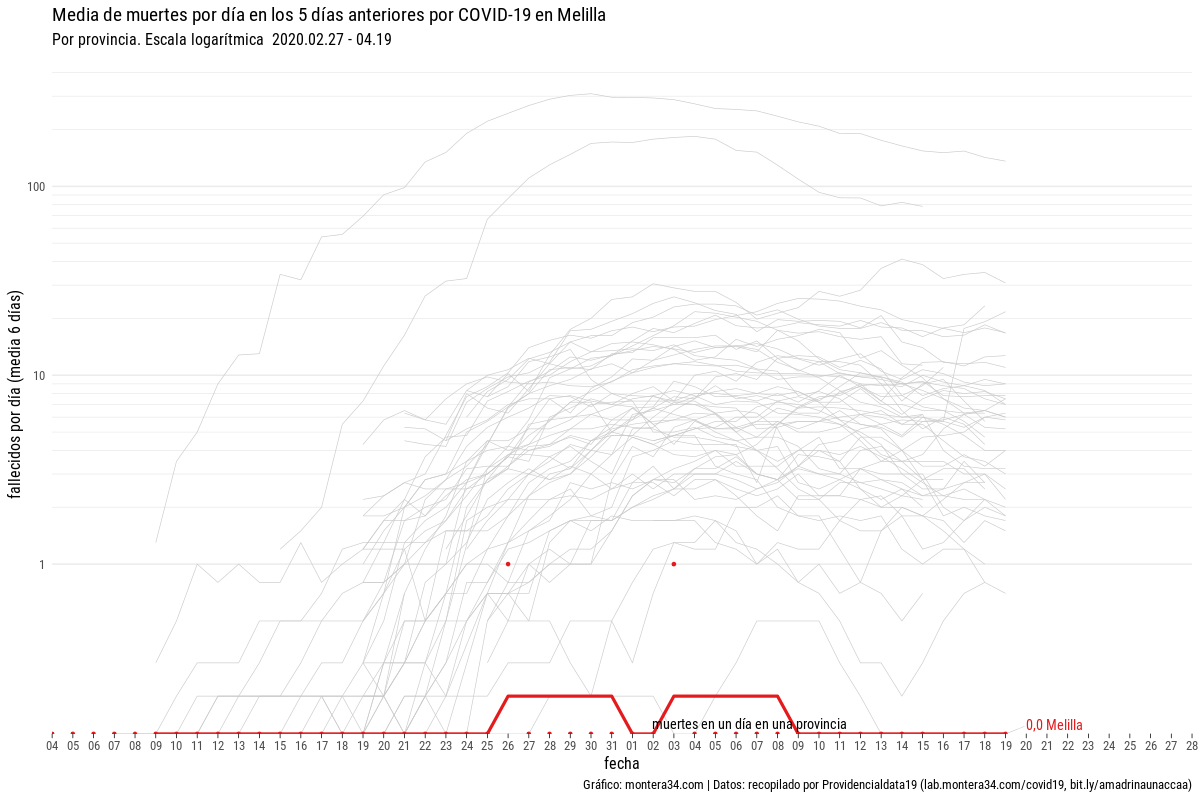 Media de muertes por día en los 5 días anteriores por COVID-19 en Melilla
Por provincia. Escala logarítmica 2020.02.27 - 04.19
100
10
1
fallecidos por día (media 6 días)
muertes en un día en una provincia
0,0 Melilla
04 05 06 07 08 09 10 11 12 13 14 15 16 17 18 19 20 21 22 23 24 25 26 27 28 29 30 31 01 02 03 04 05 06 07 08 09 10 11 12 13 14 15 16 17 18 19 20 21 22 23 24 25 26 27 28
fecha
Gráfico: montera34.com | Datos: recopilado por Providencialdata19 (lab.montera34.com/covid19, bit.ly/amadrinaunaccaa)